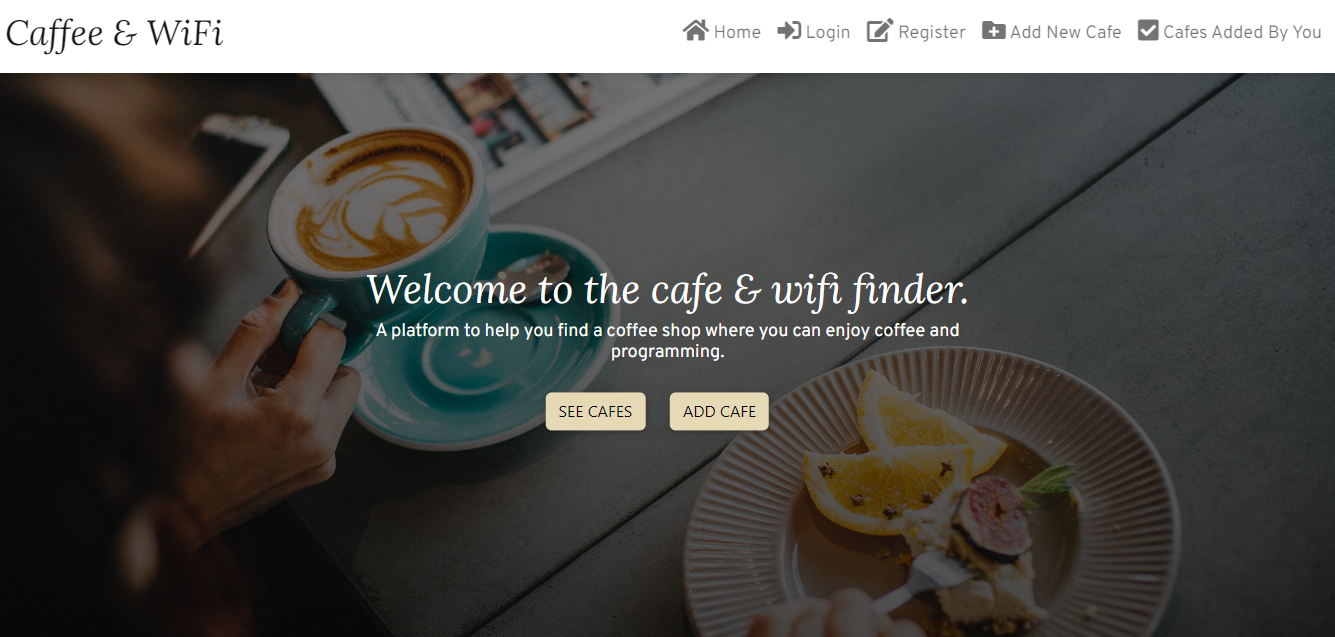 Caffee & WiFi
Home Login Register Add New Cafe Cafes Added By You
Welcome to the cafe & wifi finder.
A platform to help you find a coffee shop where you can enjoy coffee and
programming.
SEE CAFES ADD CAFE